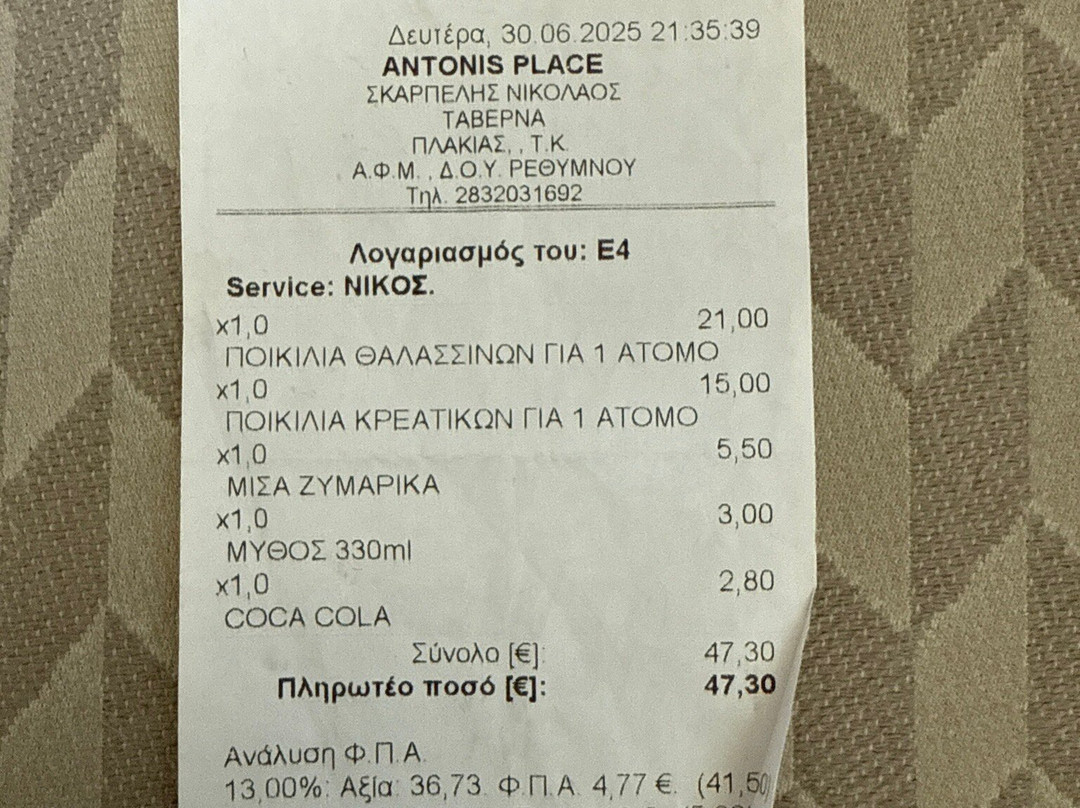 Δευτέρα, 30.06.2025 21:35:39
ANTONIS PLACE
ΣΚΑΡΠΕΛΗΣ ΝΙΚΟΛΑΟΣ
ΤΑΒΕΡΝΑ
ΠΛΑΚΙΑΣ, , Τ.Κ.
Α.Φ.Μ. , Δ.Ο.Υ. ΡΕΘΥΜΝΟΥ
Τηλ. 2832031692
Λογαριασμός του: E4
Service: ΝΙΚΟΣ.
x1,0 21,00
ΠΟΙΚΙΛΙΑ ΘΑΛΑΣΣΙΝΩΝ ΓΙΑ 1 ΑΤΟΜΟ
x1,0 15,00
ΠΟΙΚΙΛΙΑ ΚΡΕΑΤΙΚΩΝ ΓΙΑ 1 ΑΤΟΜΟ
x1,0 5,50
ΜΙΣΑ ΖΥΜΑΡΙΚΑ
x1,0 3,00
ΜΥΘΟΣ 330ml
x1,0 2,80
COCA COLA
Σύνολο [€]: 47,30
Πληρωτέο ποσό [€]: 47,30
Ανάλυση Φ.Π.Α.
13,00%: Αξία: 36,73. Φ.Π.Α. 4,77 €. (41,50